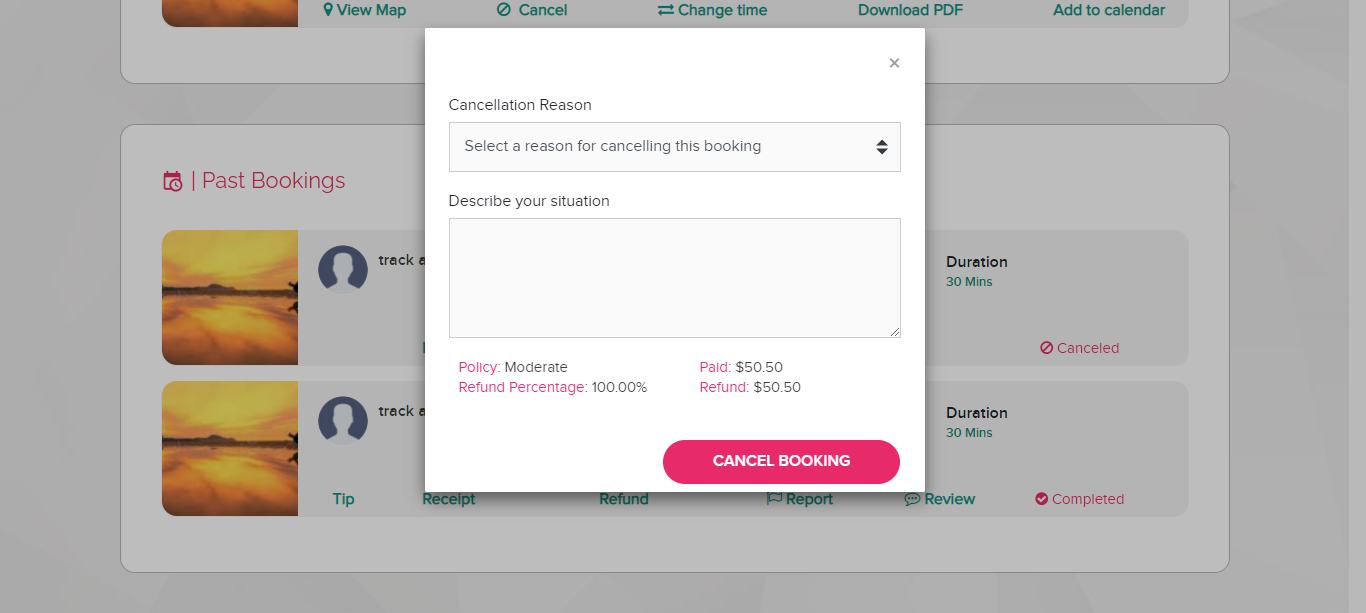 View Map Cancel Change time Download PDF Add to calendar
×
Cancellation Reason
Select a reason for cancelling this booking
Describe your situation
Policy: Moderate Paid: $50.50
Refund Percentage: 100.00% Refund: $50.50
CANCEL BOOKING
| Past Bookings
track
Duration
30 Mins
Canceled
track
Duration
30 Mins
Tip Receipt Refund Report Review Completed